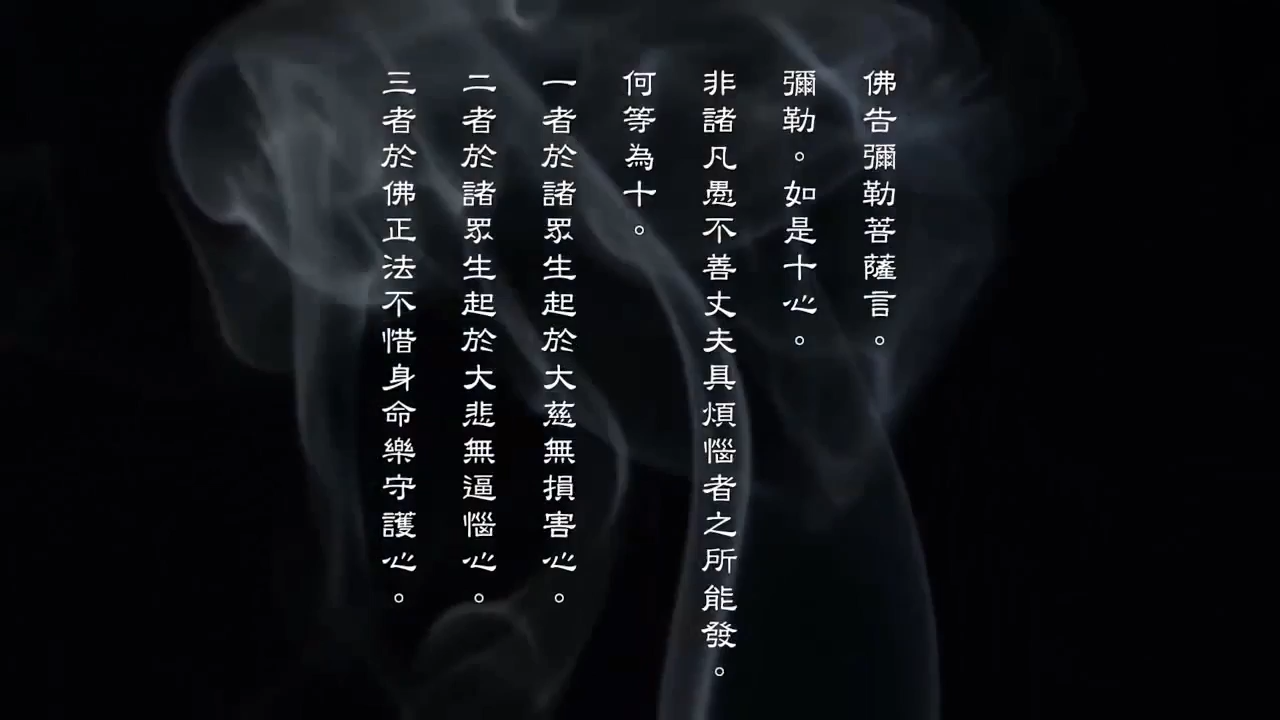 佛告彌勒菩薩言。
彌勒。如是十心。
非諸凡愚不善丈夫具煩惱者之所能發。
何等為十。
一者於諸眾生起於大慈無損害心。
二者於諸眾生起於大悲無逼惱心。
三者於佛正法不惜身命樂守護心。